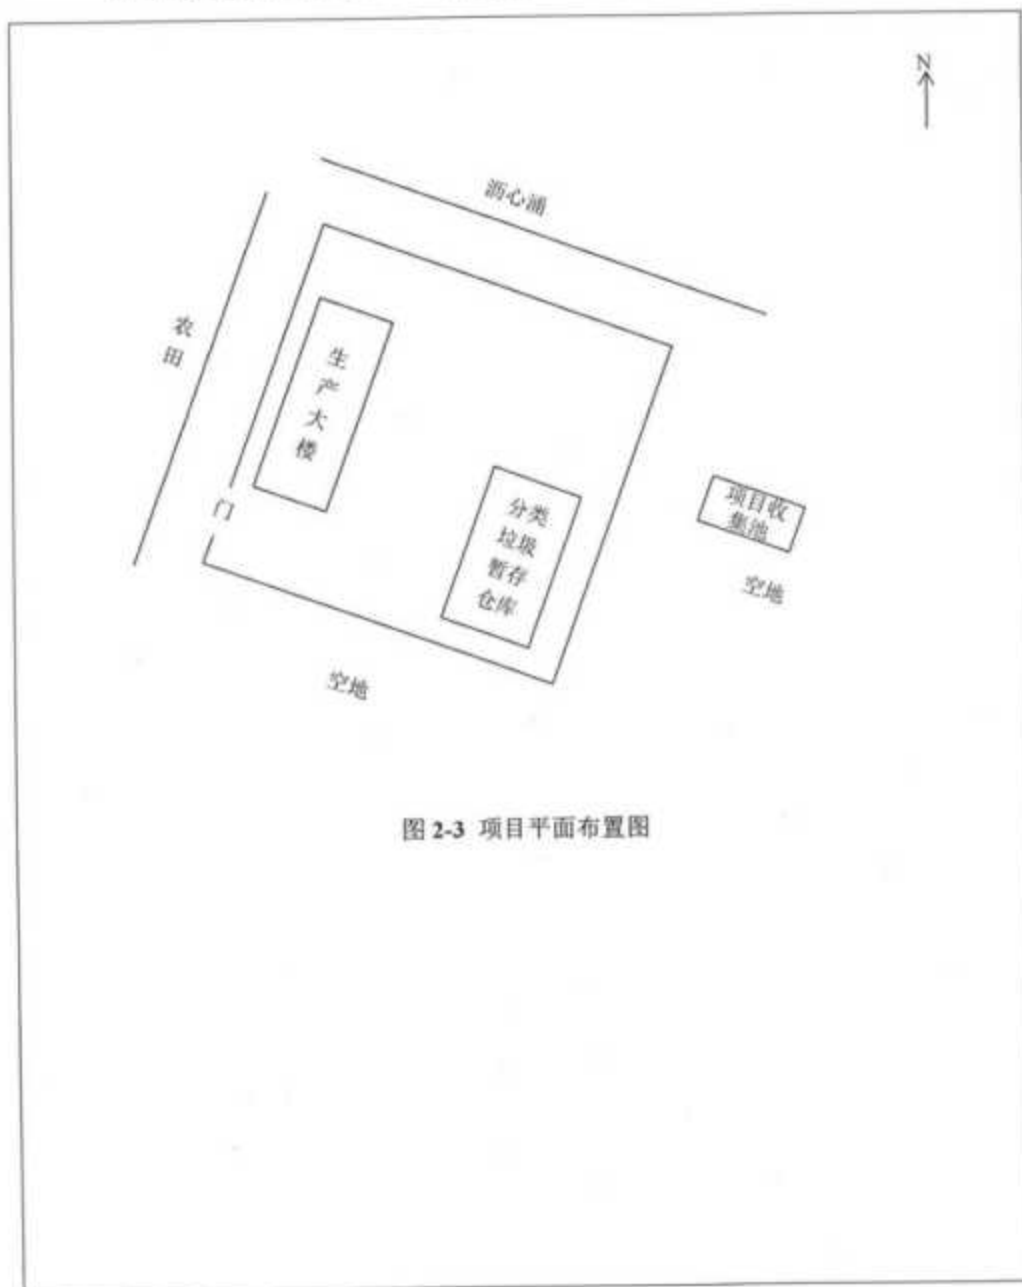 N
沥心浦
农
田
生
产
大
楼
门
分类
垃圾
暂存
仓库
项目收
集池
空地
空地
图 2-3 项目平面布置图